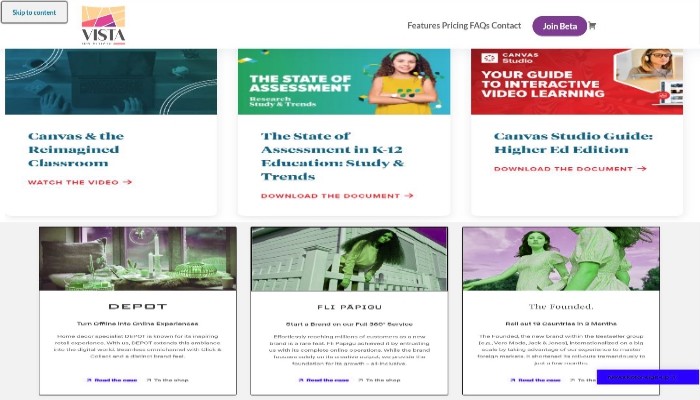 Skip to content
VISTA
Features Pricing FAQs Contact
Join Beta
THE STATE OF
ASSESSMENT
Research
Study & Trends
CANVAS
Studio
YOUR GUIDE
TO INTERACTIVE
VIDEO LEARNING
Canvas & the
Reimagined
Classroom
WATCH THE VIDEO
The State of
Assessment in K-12
Education: Study &
Trends
DOWNLOAD THE DOCUMENT
Canvas Studio Guide:
Higher Ed Edition
DOWNLOAD THE DOCUMENT
DEPOT
Turn Offline into Online Experiences
Home decor specialist DEPOT is known for its inspiring
retail experience. With us, DEPOT extends this ambience
into the digital world: Seamless omnichannel with Click &
Collect and a distinct brand feel.
Read the case
To the shop
FLI PAPIGU
Start a Brand on our Full 360° Service
Effortlessly reaching millions of customers as a new
brand is a rare feat. Fli Papigu achieved it by entrusting
us with its complete online operations. While the brand
focuses solely on its creative output, we provide the
foundation for its growth – all-inclusive.
Read the case
To the shop
The Founded.
Roll out 19 Countries in 3 Months
The Founded, the new brand within the bestseller group
(e.g., Vero Moda, Jack & Jones), internationalized on a big
scale by taking advantage of our experience to master
foreign markets. It shortened its rollouts tremendously to
just a few months.
Read the case
To the